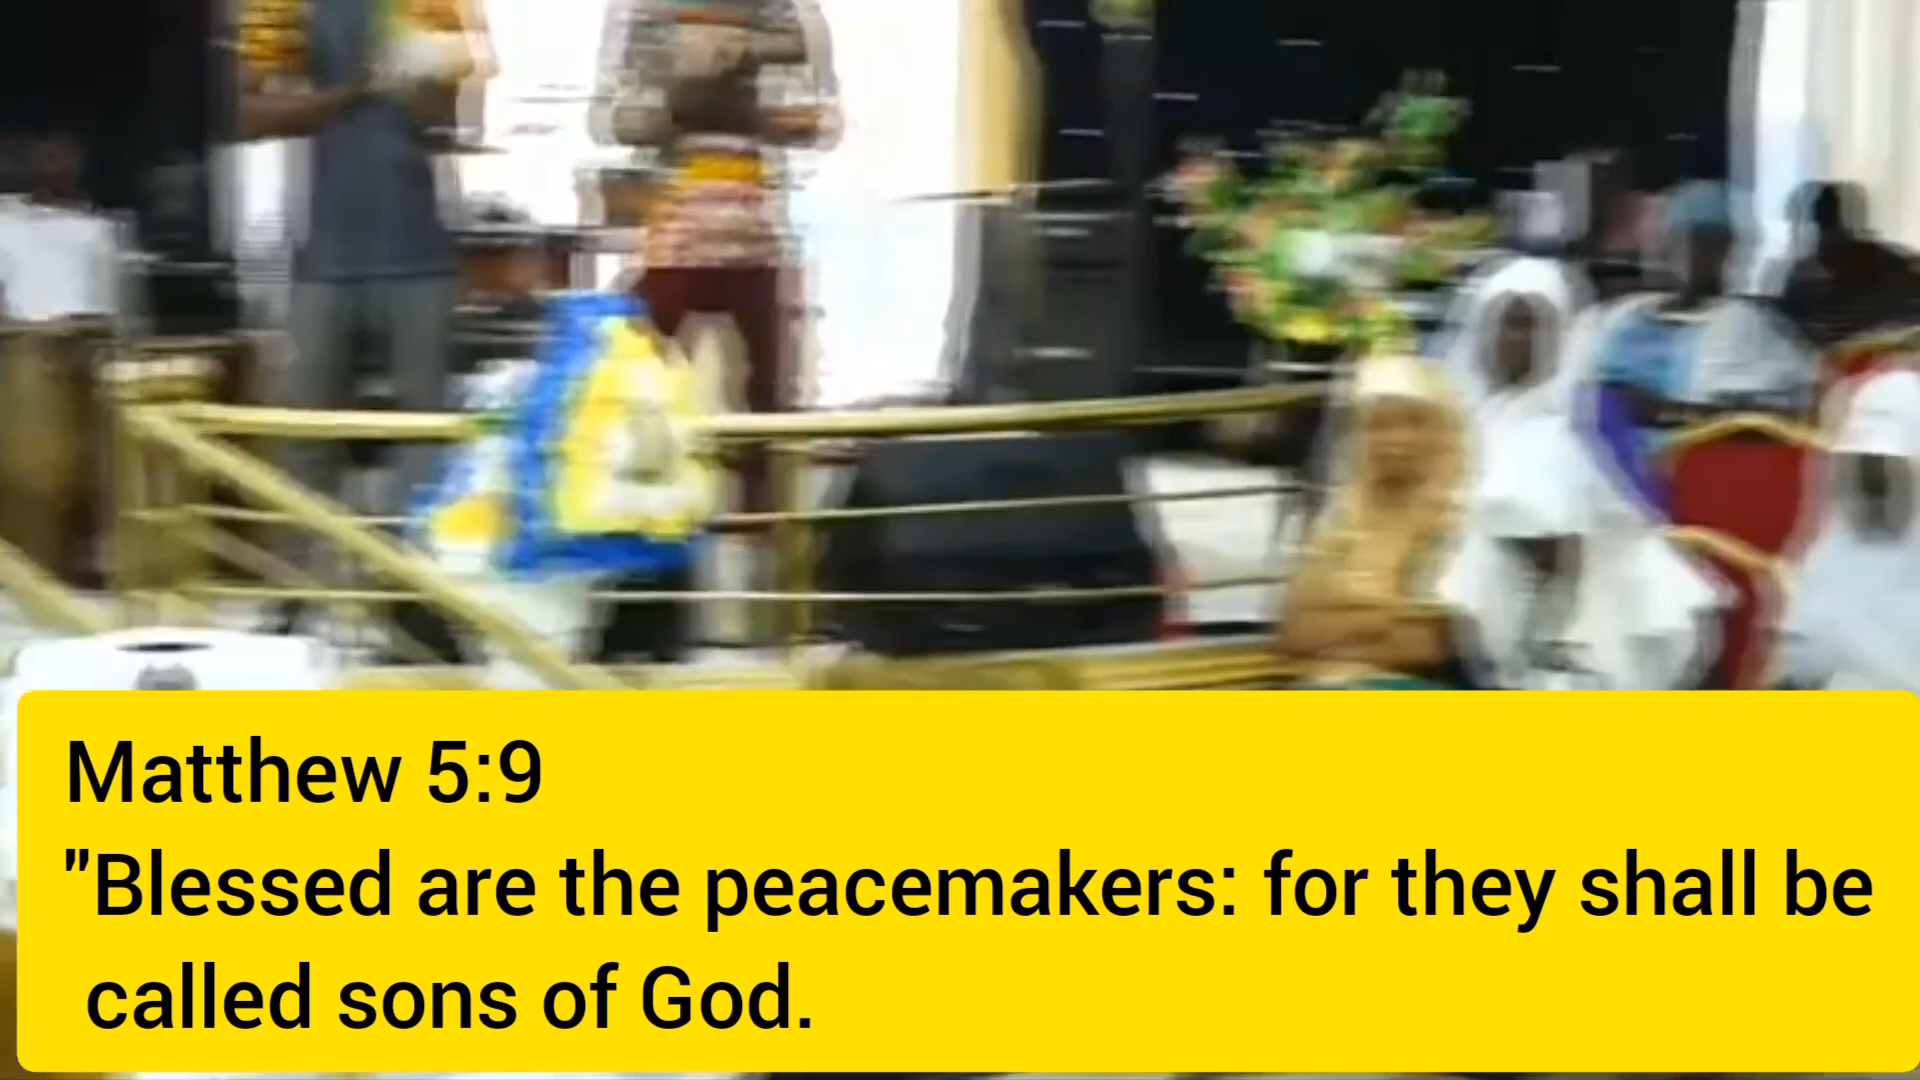 Matthew 5:9
"Blessed are the peacemakers: for they shall be
called sons of God.